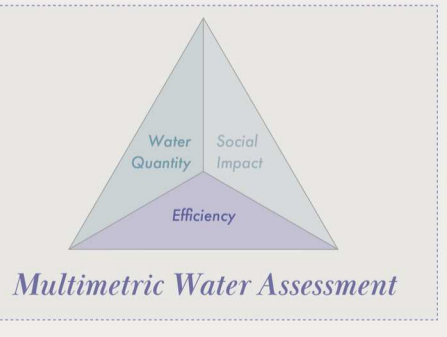 Water
Quantity
Social
Impact
Efficiency
Multimetric Water Assessment